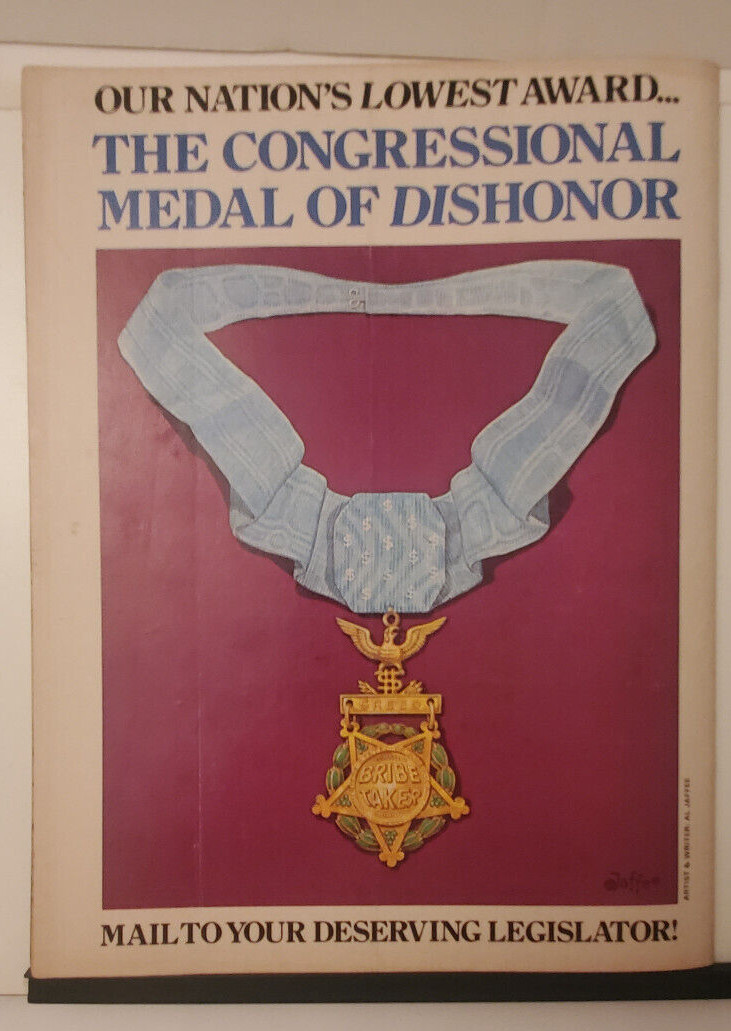 OUR NATION'S LOWEST AWARD...
THE CONGRESSIONAL
MEDAL OF DISHONOR
$ $ $ $ $ $ $ $ $ $ $ $ $
$
GREED
BRIBE
TAKER
Jaffee
ARTIST & WRITER: AL JAFFEE
MAIL TO YOUR DESERVING LEGISLATOR!